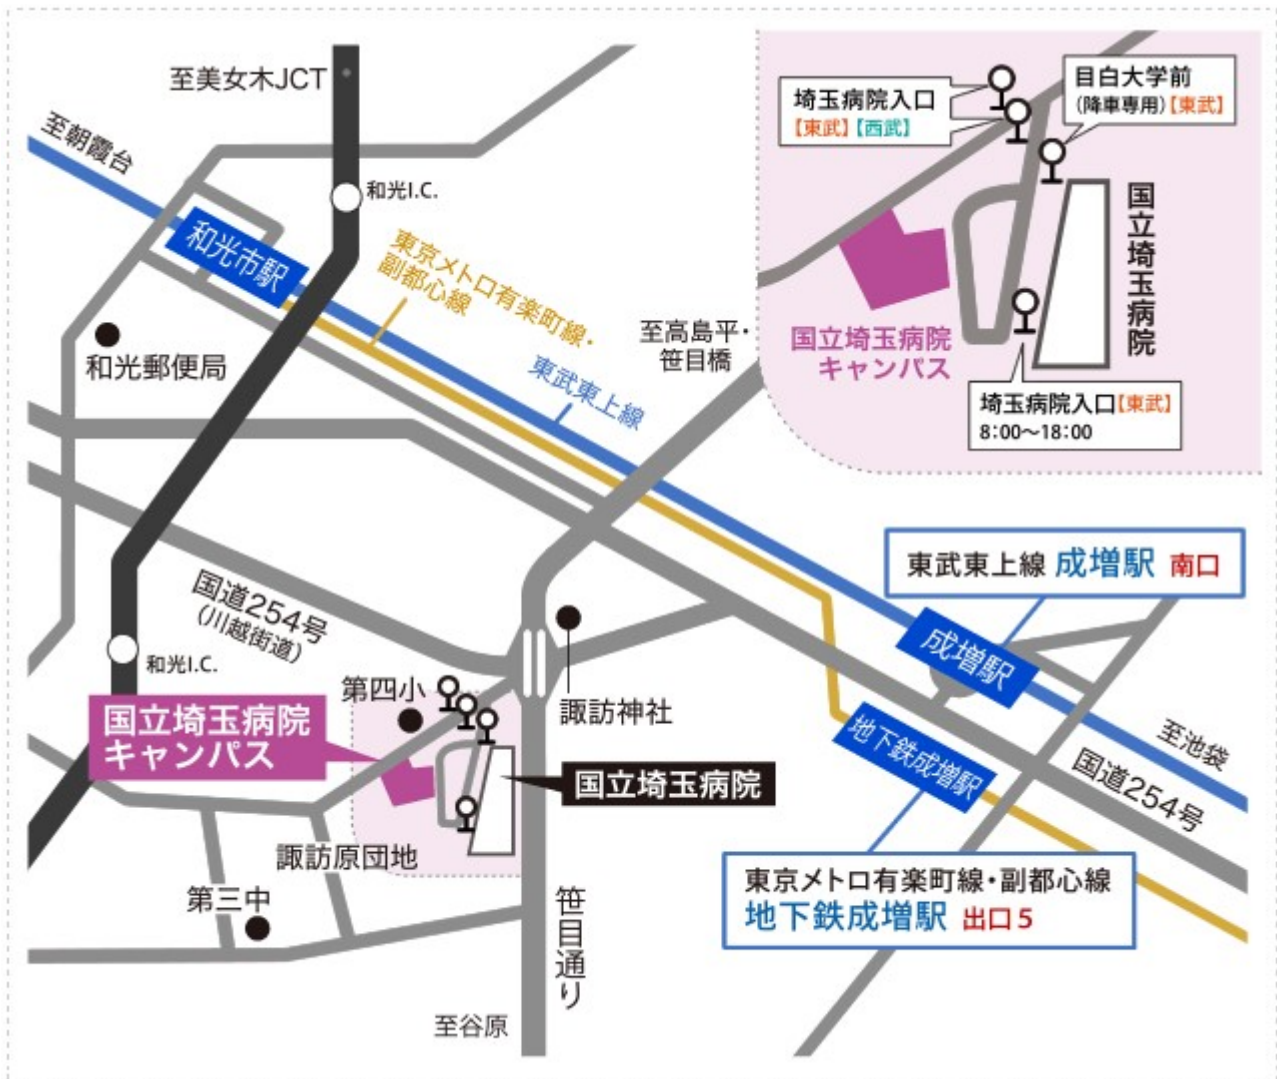 至美女木JCT
至朝霞台
和光I.C.
和光市駅
東京メトロ有楽町線・
副都心線
和光郵便局
東武東上線
至高島平・
笹目橋
埼玉病院入口
【東武】【西武】
目白大学前
(降車専用)【東武】
国立埼玉病院
国立埼玉病院
キャンパス
埼玉病院入口【東武】
8:00〜18:00
東武東上線 成増駅 南口
成増駅
国道254号
(川越街道)
和光I.C.
第四小
諏訪神社
国立埼玉病院
キャンパス
国立埼玉病院
地下鉄成増駅
至池袋
国道254号
諏訪原団地
第三中
東京メトロ有楽町線・副都心線
地下鉄成増駅 出口5
笹目通り
至谷原